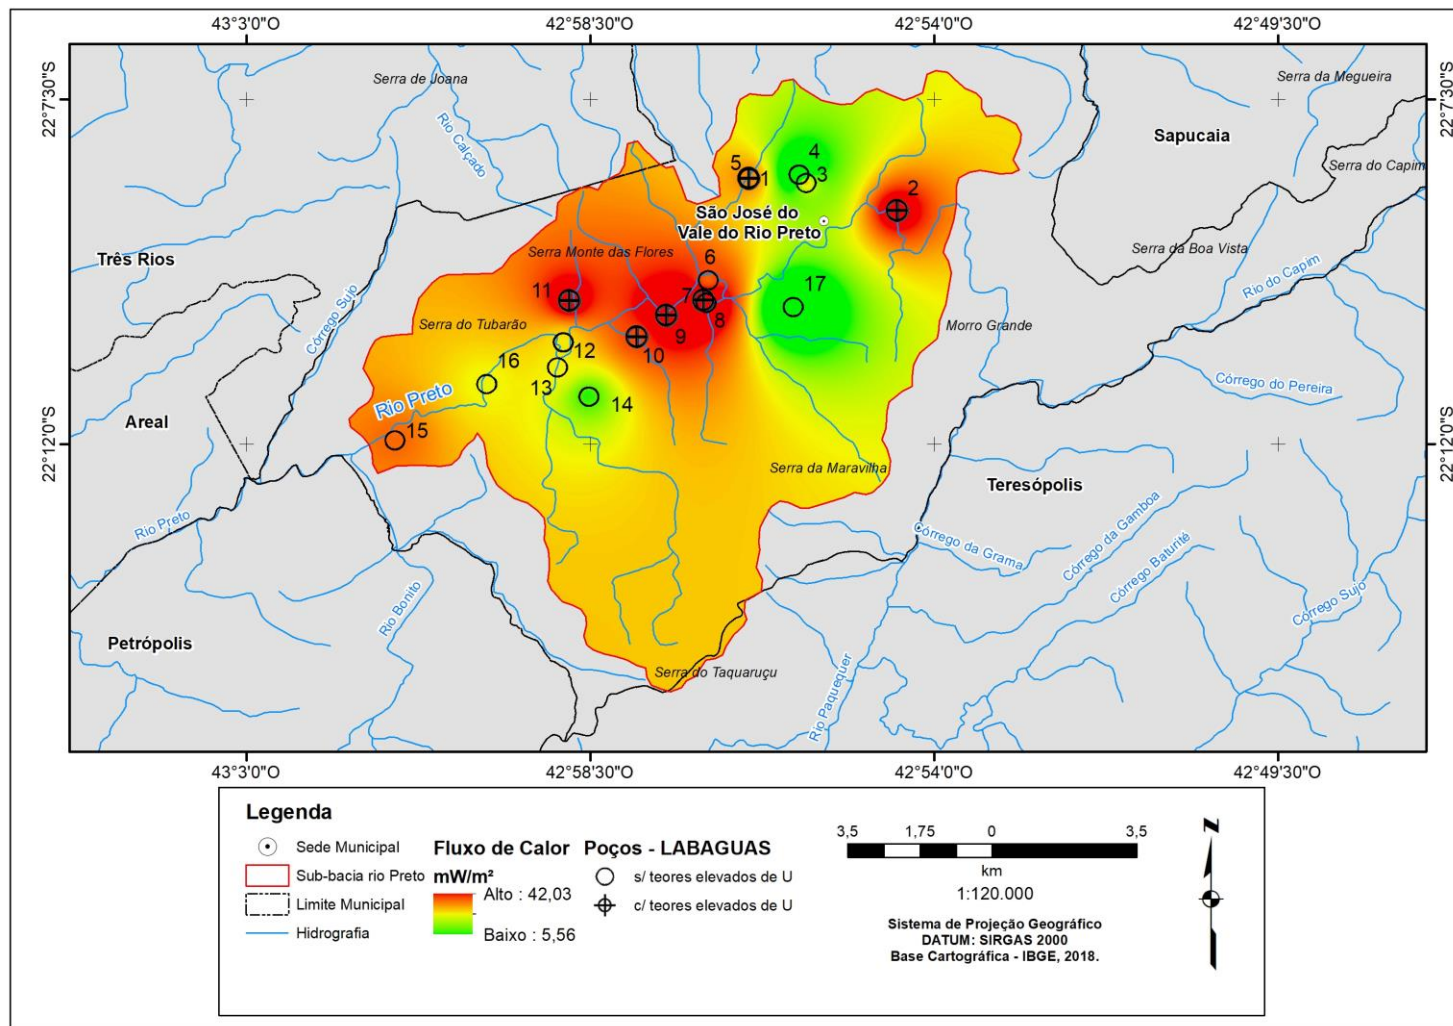 43°3'0"O
42°58'30"O
42°54'0"O
42°49'30"O
22°7'30"S
22°7'30"S
Serra de Joana
Serra da Megueira
Rio Calçado
Sapucaia
Serra do Capim
4
5
1
3
2
São José do
Vale do Rio Preto
Serra Monte das Flores
Serra da Boa Vista
Três Rios
Rio do Capim
Córrego Sujo
6
11
7
17
8
9
Serra do Tubarão
Morro Grande
10
12
16
13
Córrego do Pereira
Rio Preto
14
Areal
15
22°12'0"S
22°12'0"S
Serra da Maravilha
Teresópolis
Rio Preto
Córrego da Grama
Córrego da Gamboa
Córrego Baturité
Córrego Sujo
Rio Bonito
Petrópolis
Serra do Taquaruçu
Rio Paquequer
43°3'0"O
42°58'30"O
42°54'0"O
42°49'30"O
Legenda
Sede Municipal
Sub-bacia rio Preto
Limite Municipal
Hidrografia
Fluxo de Calor
mW/m²
Alto : 42,03
Baixo : 5,56
Poços - LABAGUAS
s/ teores elevados de U
c/ teores elevados de U
3,5 1,75 0 3,5
km
1:120.000
Sistema de Projeção Geográfico
DATUM: SIRGAS 2000
Base Cartográfica - IBGE, 2018.
N